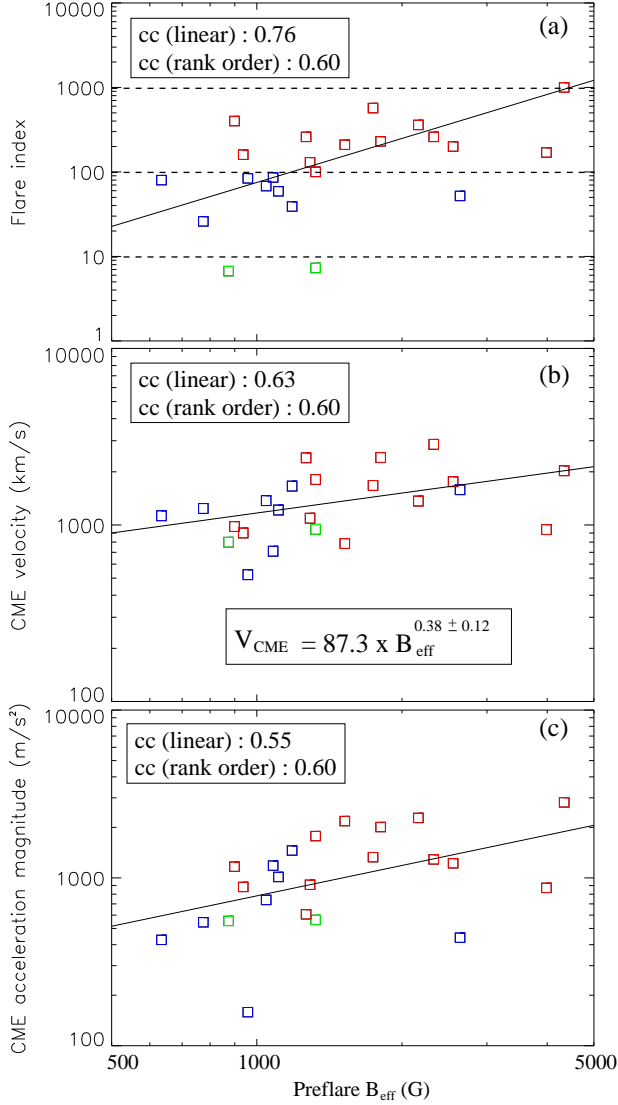 10000
1000
100
10
1
Flare index
cc (linear) : 0.76
cc (rank order) : 0.60
(a)
10000
1000
100
CME velocity (km/s)
cc (linear) : 0.63
cc (rank order) : 0.60
(b)
V_CME = 87.3 x B_eff^0.38 ± 0.12
10000
1000
100
CME acceleration magnitude (m/s²)
cc (linear) : 0.55
cc (rank order) : 0.60
(c)
500 1000 5000
Preflare B_eff (G)